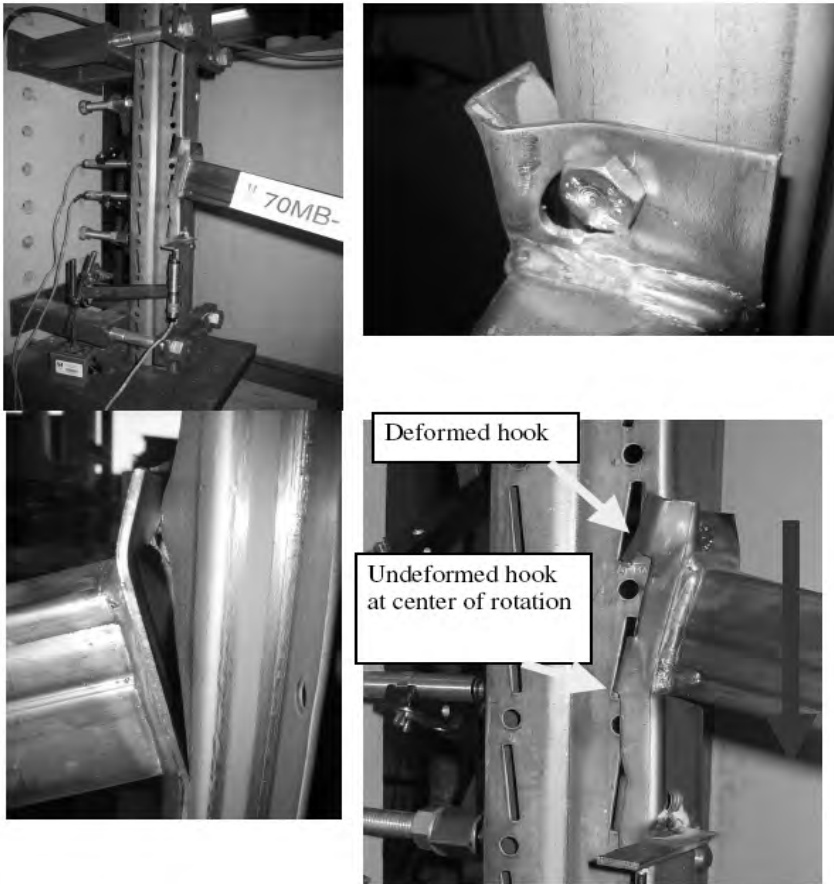 " 70MB-
Deformed hook
Undeformed hook
at center of rotation